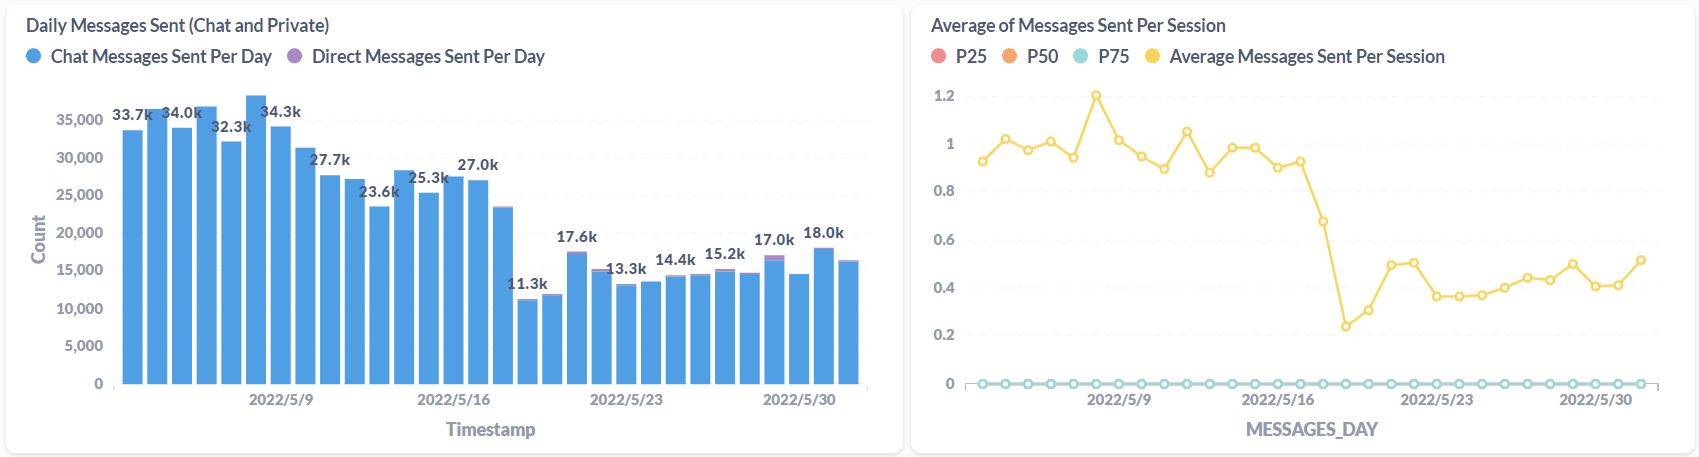 Daily Messages Sent (Chat and Private)
Chat Messages Sent Per Day Direct Messages Sent Per Day
35,000
30,000
25,000
20,000
15,000
10,000
5,000
0
Count
33.7k 34.0k 32.3k 34.3k 27.7k 23.6k 25.3k 27.0k 11.3k 17.6k 13.3k 14.4k 15.2k 17.0k 18.0k
2022/5/9 2022/5/16 2022/5/23 2022/5/30
Timestamp
Average of Messages Sent Per Session
P25 P50 P75 Average Messages Sent Per Session
1.2
1
0.8
0.6
0.4
0.2
0
2022/5/9 2022/5/16 2022/5/23 2022/5/30
MESSAGES_DAY